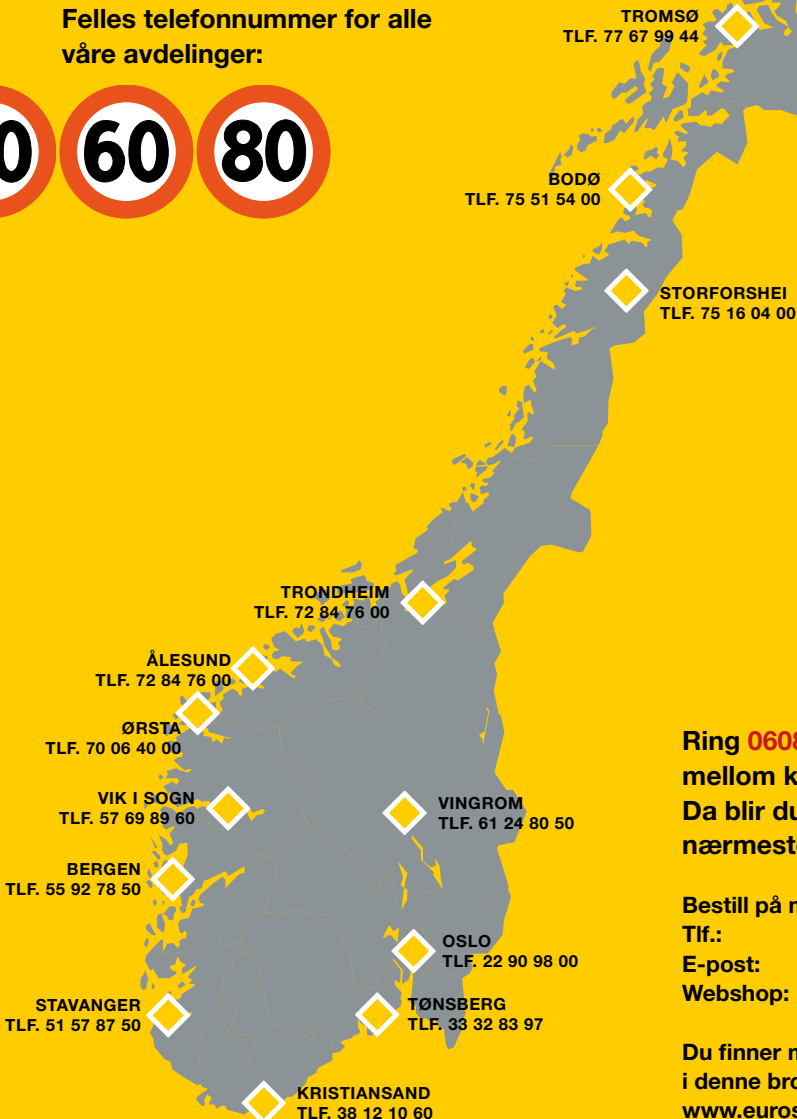 Felles telefonnummer for alle
våre avdelinger:
60 80
TROMSØ
TLF. 77 67 99 44
BODØ
TLF. 75 51 54 00
STORFORSHEI
TLF. 75 16 04 00
TRONDHEIM
TLF. 72 84 76 00
ÅLESUND
TLF. 72 84 76 00
ØRSTA
TLF. 70 06 40 00
VIK I SOGN
TLF. 57 69 89 60
VINGROM
TLF. 61 24 80 50
BERGEN
TLF. 55 92 78 50
OSLO
TLF. 22 90 98 00
STAVANGER
TLF. 51 57 87 50
TØNSBERG
TLF. 33 32 83 97
KRISTIANSAND
TLF. 38 12 10 60
Ring 0608
mellom k
Da blir du
nærmeste
Bestill på n
Tlf.:
E-post:
Webshop:
Du finner n
i denne bro
www.euros